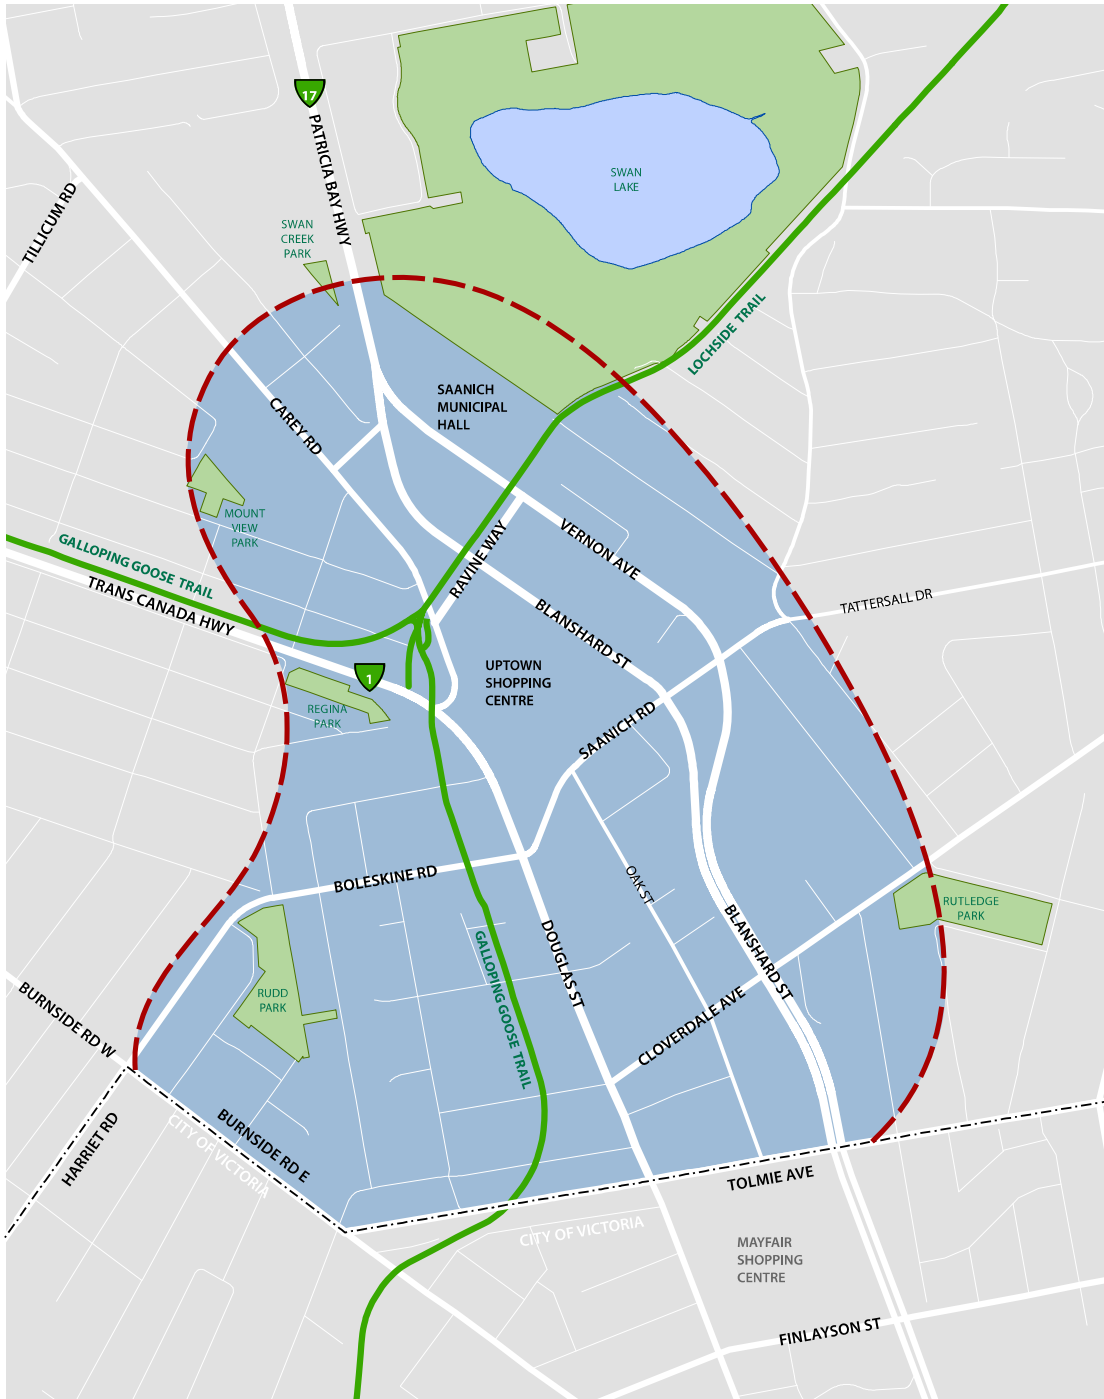 17
PATRICIA BAY HWY
SWAN
LAKE
TILLICUM RD
SWAN
CREEK
PARK
LOCHSIDE TRAIL
SAANICH
MUNICIPAL
HALL
CAREY RD
MOUNT
VIEW
PARK
GALLOPING GOOSE TRAIL
TRANS CANADA HWY
RAVINE WAY
VERNON AVE
BLANSHARD ST
TATTERSALL DR
1
UPTOWN
SHOPPING
CENTRE
REGINA
PARK
SAANICH RD
BOLESKINE RD
OAK ST
RUTLEDGE
PARK
DOUGLAS ST
BLANSHARD ST
GALLOPING GOOSE TRAIL
RUDD
PARK
CLOVERDALE AVE
BURNSIDE RD W
HARRIET RD
BURNSIDE RD E
CITY OF VICTORIA
TOLMIE AVE
CITY OF VICTORIA
MAYFAIR
SHOPPING
CENTRE
FINLAYSON ST